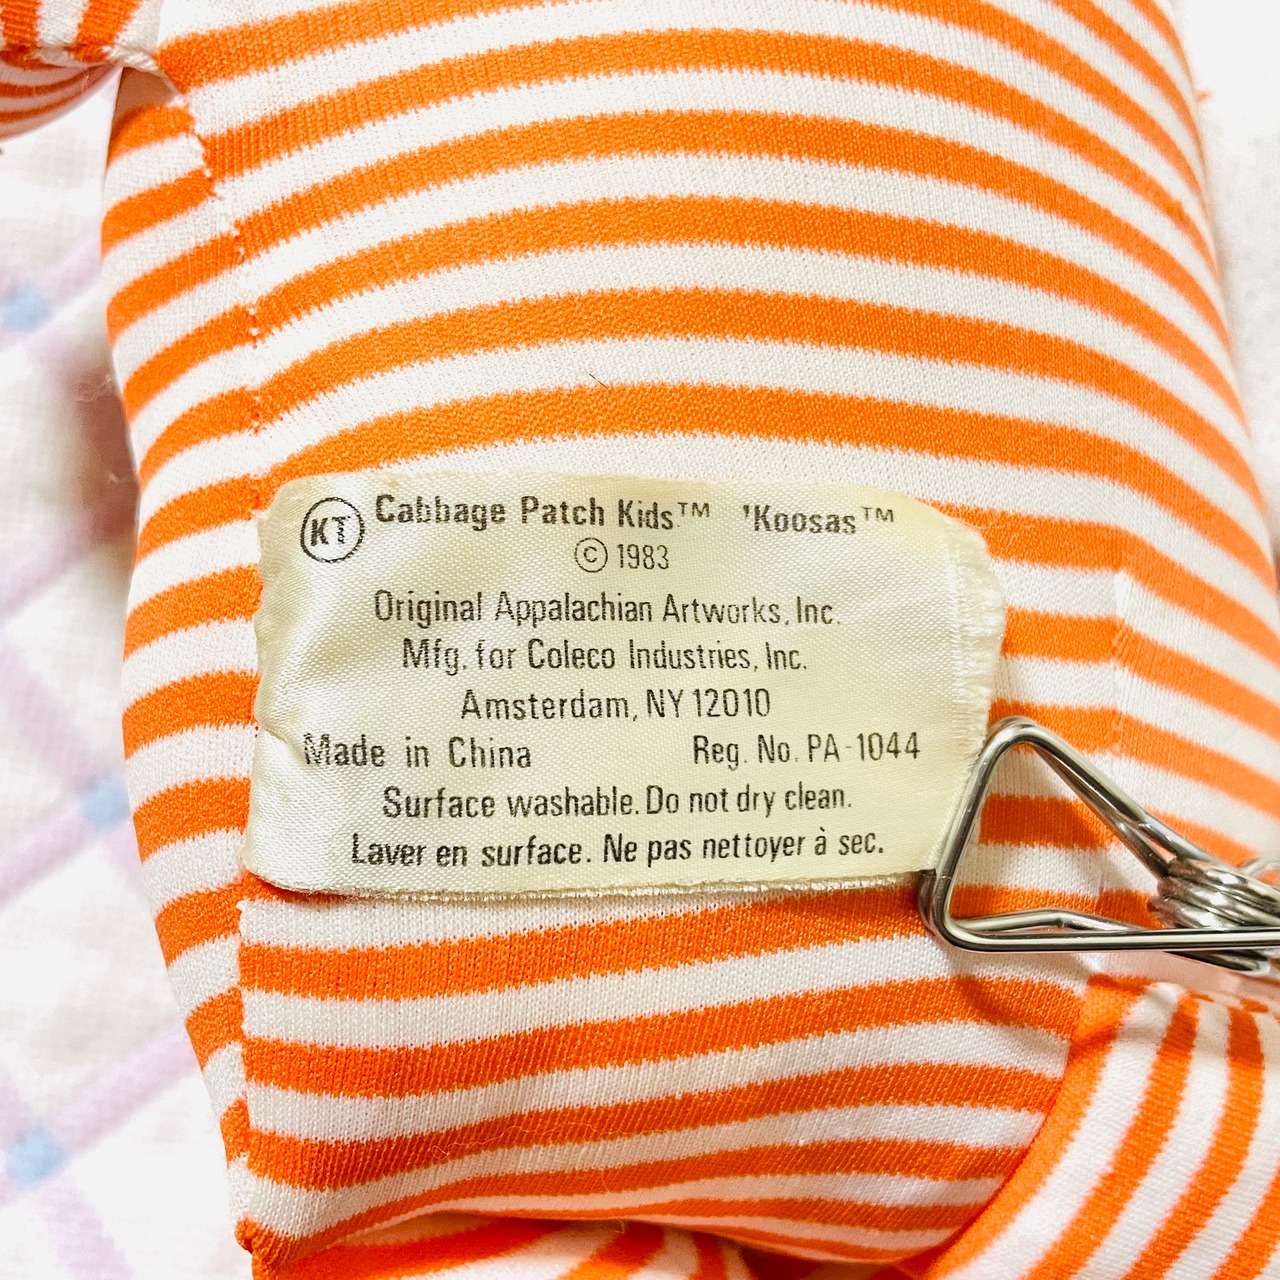 KT Cabbage Patch Kids™ 'Koosas™
© 1983
Original Appalachian Artworks, Inc.
Mfg. for Coleco Industries, Inc.
Amsterdam, NY 12010
Made in China Reg. No. PA-1044
Surface washable. Do not dry clean.
Laver en surface. Ne pas nettoyer à sec.